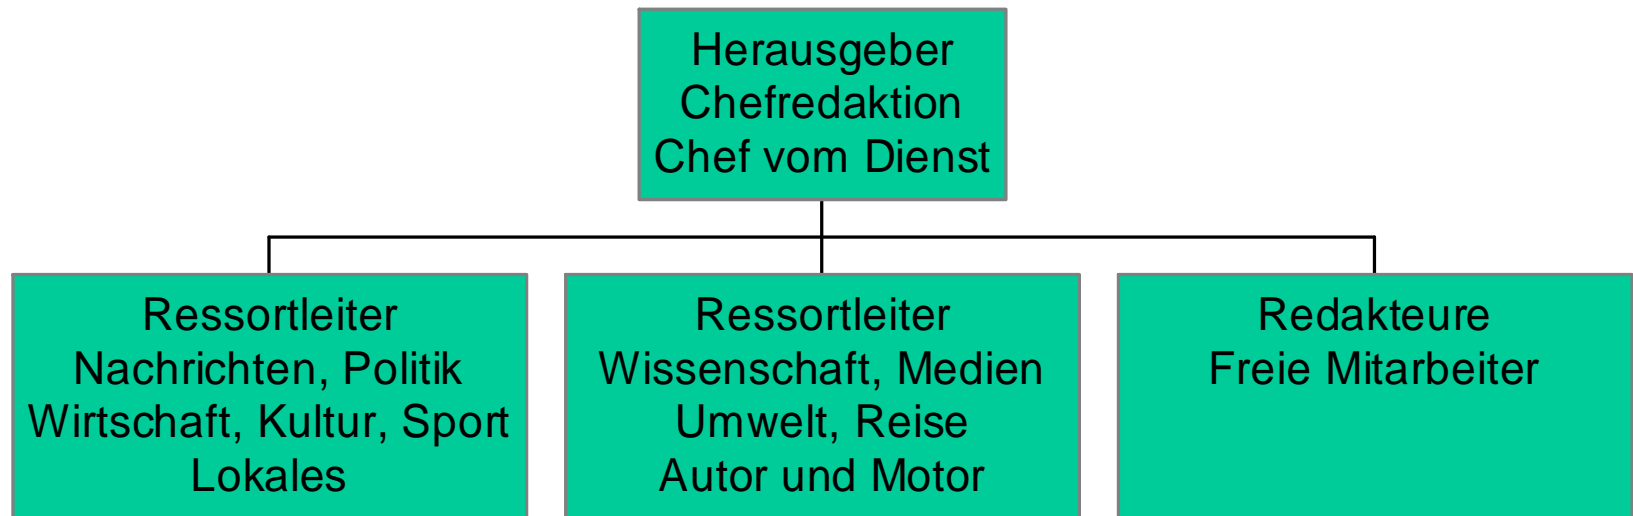 Herausgeber
Chefredaktion
Chef vom Dienst
Ressortleiter
Nachrichten, Politik
Wirtschaft, Kultur, Sport
Lokales
Ressortleiter
Wissenschaft, Medien
Umwelt, Reise
Autor und Motor
Redakteure
Freie Mitarbeiter